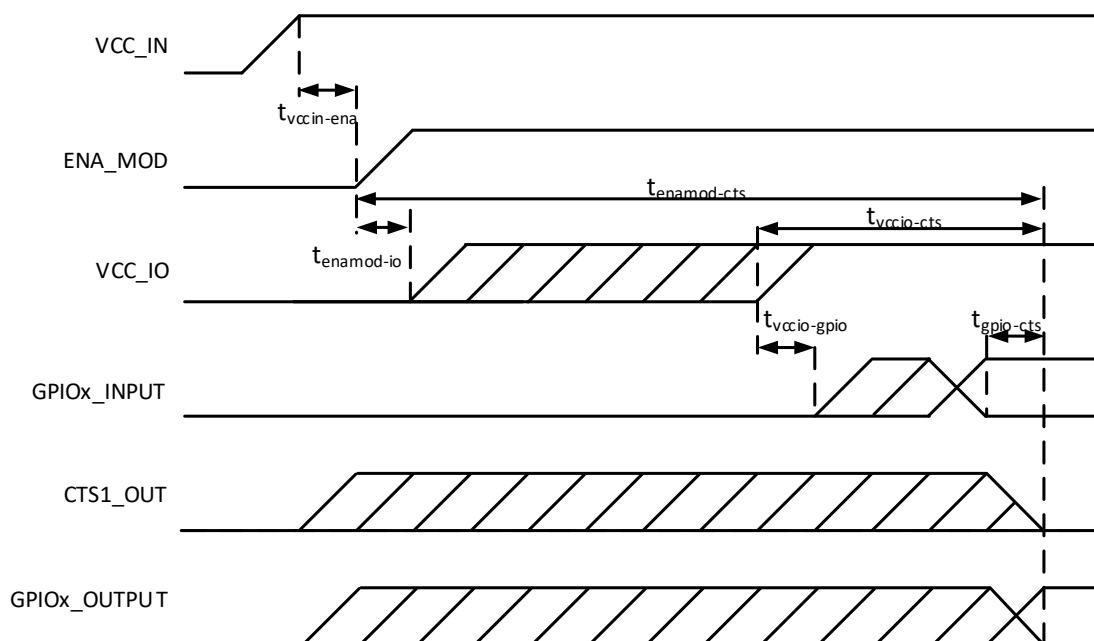 VCC_IN
tvccin-ena
ENA_MOD
tenamod-cts
tvccio-cts
tenamod-io
VCC_IO
tvccio-gpio
tgpio-cts
GPIOx_INPUT
CTS1_OUT
GPIOx_OUTPUT